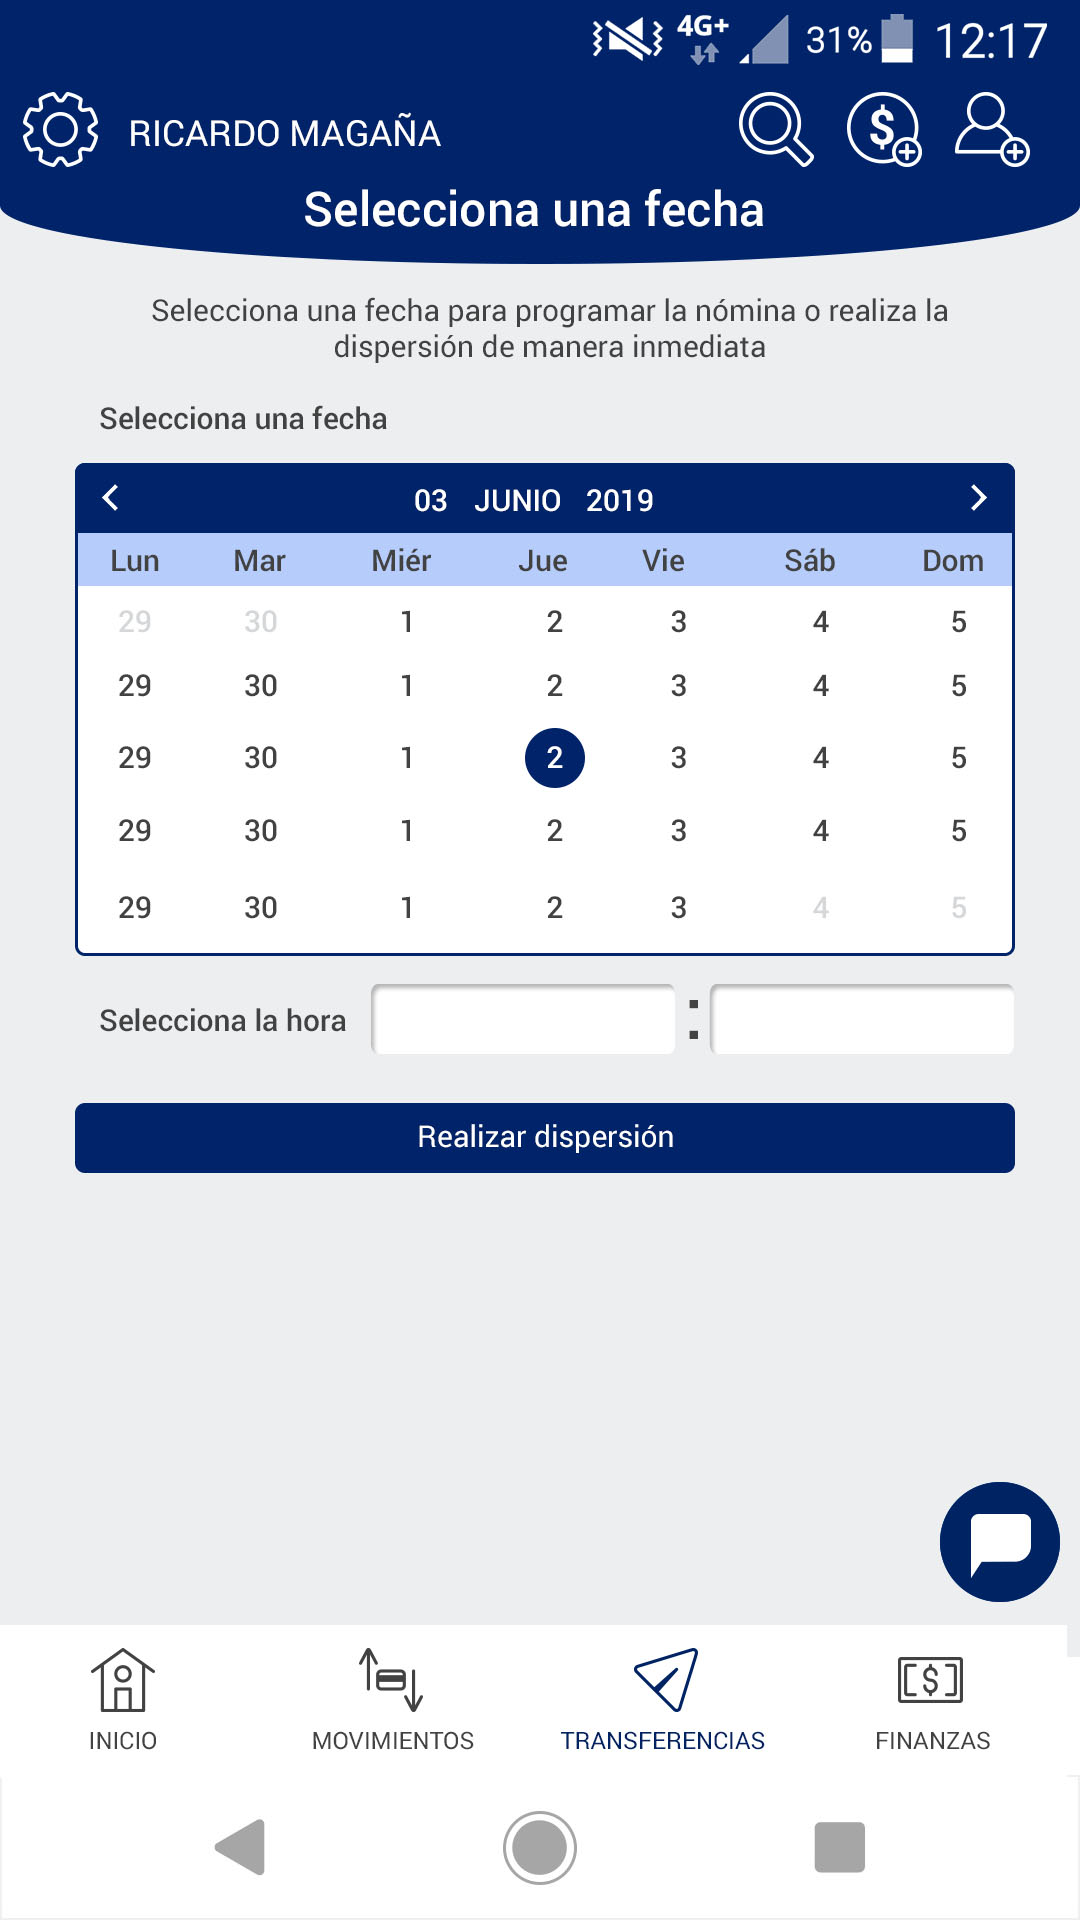 4G+ 31% 12:17
RICARDO MAGAÑA
Selecciona una fecha
Selecciona una fecha para programar la nómina o realiza la
dispersión de manera inmediata
Selecciona una fecha
03 JUNIO 2019
Lun Mar Miér Jue Vie Sáb Dom
29 30 1 2 3 4 5
29 30 1 2 3 4 5
29 30 1 2 3 4 5
29 30 1 2 3 4 5
29 30 1 2 3 4 5
Selecciona la hora :
Realizar dispersión
INICIO MOVIMIENTOS TRANSFERENCIAS FINANZAS